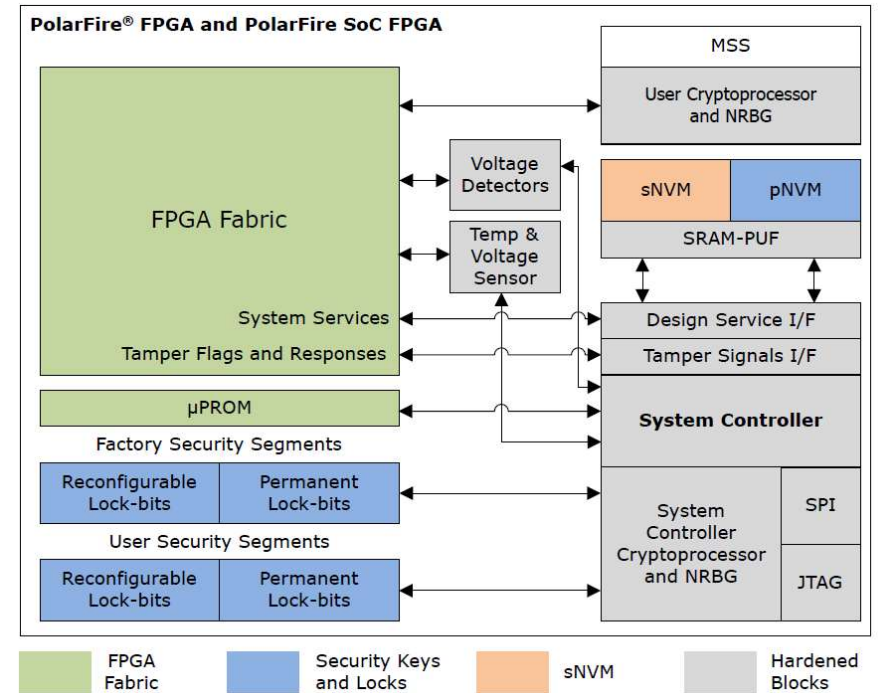 PolarFire® FPGA and PolarFire SoC FPGA
MSS
User Cryptoprocessor
and NRBG
Voltage
Detectors
sNVM
pNVM
FPGA Fabric
Temp &
Voltage
Sensor
SRAM-PUF
System Services
Design Service I/F
Tamper Flags and Responses
Tamper Signals I/F
µPROM
System Controller
Factory Security Segments
Reconfigurable
Lock-bits
Permanent
Lock-bits
System
Controller
Cryptoprocessor
and NRBG
SPI
User Security Segments
Reconfigurable
Lock-bits
Permanent
Lock-bits
JTAG
FPGA
Fabric
Security Keys
and Locks
sNVM
Hardened
Blocks